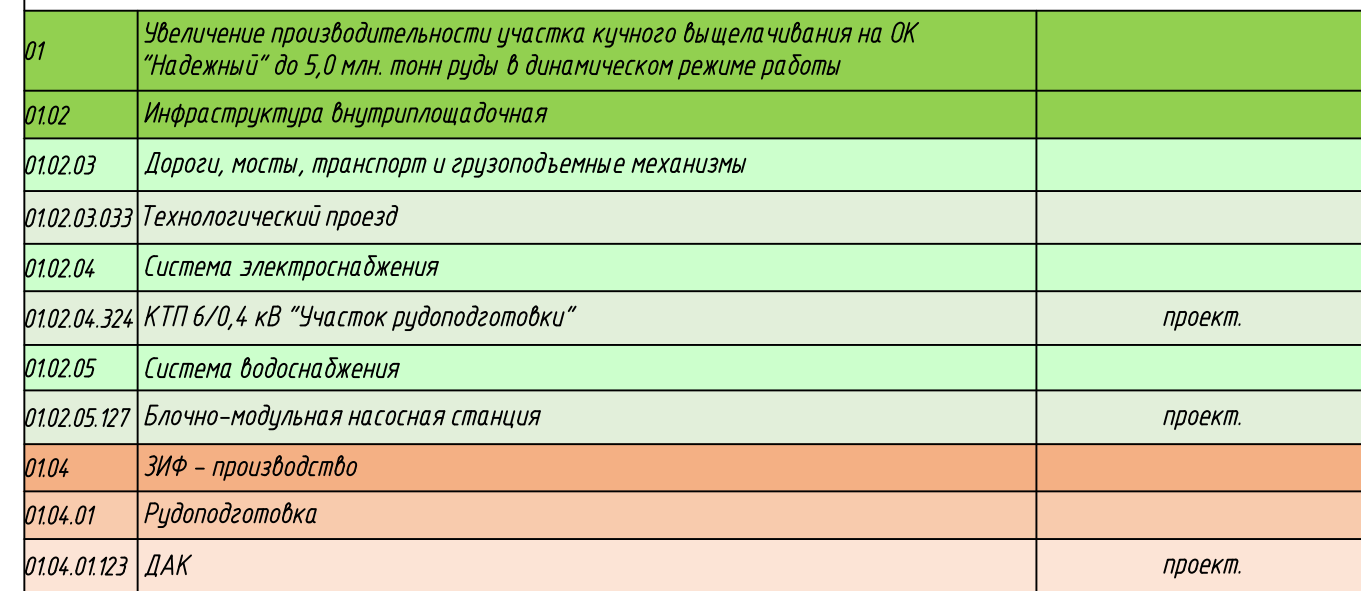 01 Увеличение производительности участка кучного выщелачивания на ОК
"Надежный" до 5,0 млн. тонн руды в динамическом режиме работы
01.02 Инфраструктура внутриплощадочная
01.02.03 Дороги, мосты, транспорт и грузоподъемные механизмы
01.02.03.033 Технологический проезд
01.02.04 Система электроснабжения
01.02.04.324 КТП 6/0,4 кВ "Участок рудоподготовки" проект.
01.02.05 Система водоснабжения
01.02.05.127 Блочно-модульная насосная станция проект.
01.04 ЗИФ - производство
01.04.01 Рудоподготовка
01.04.01.123 ДАК проект.